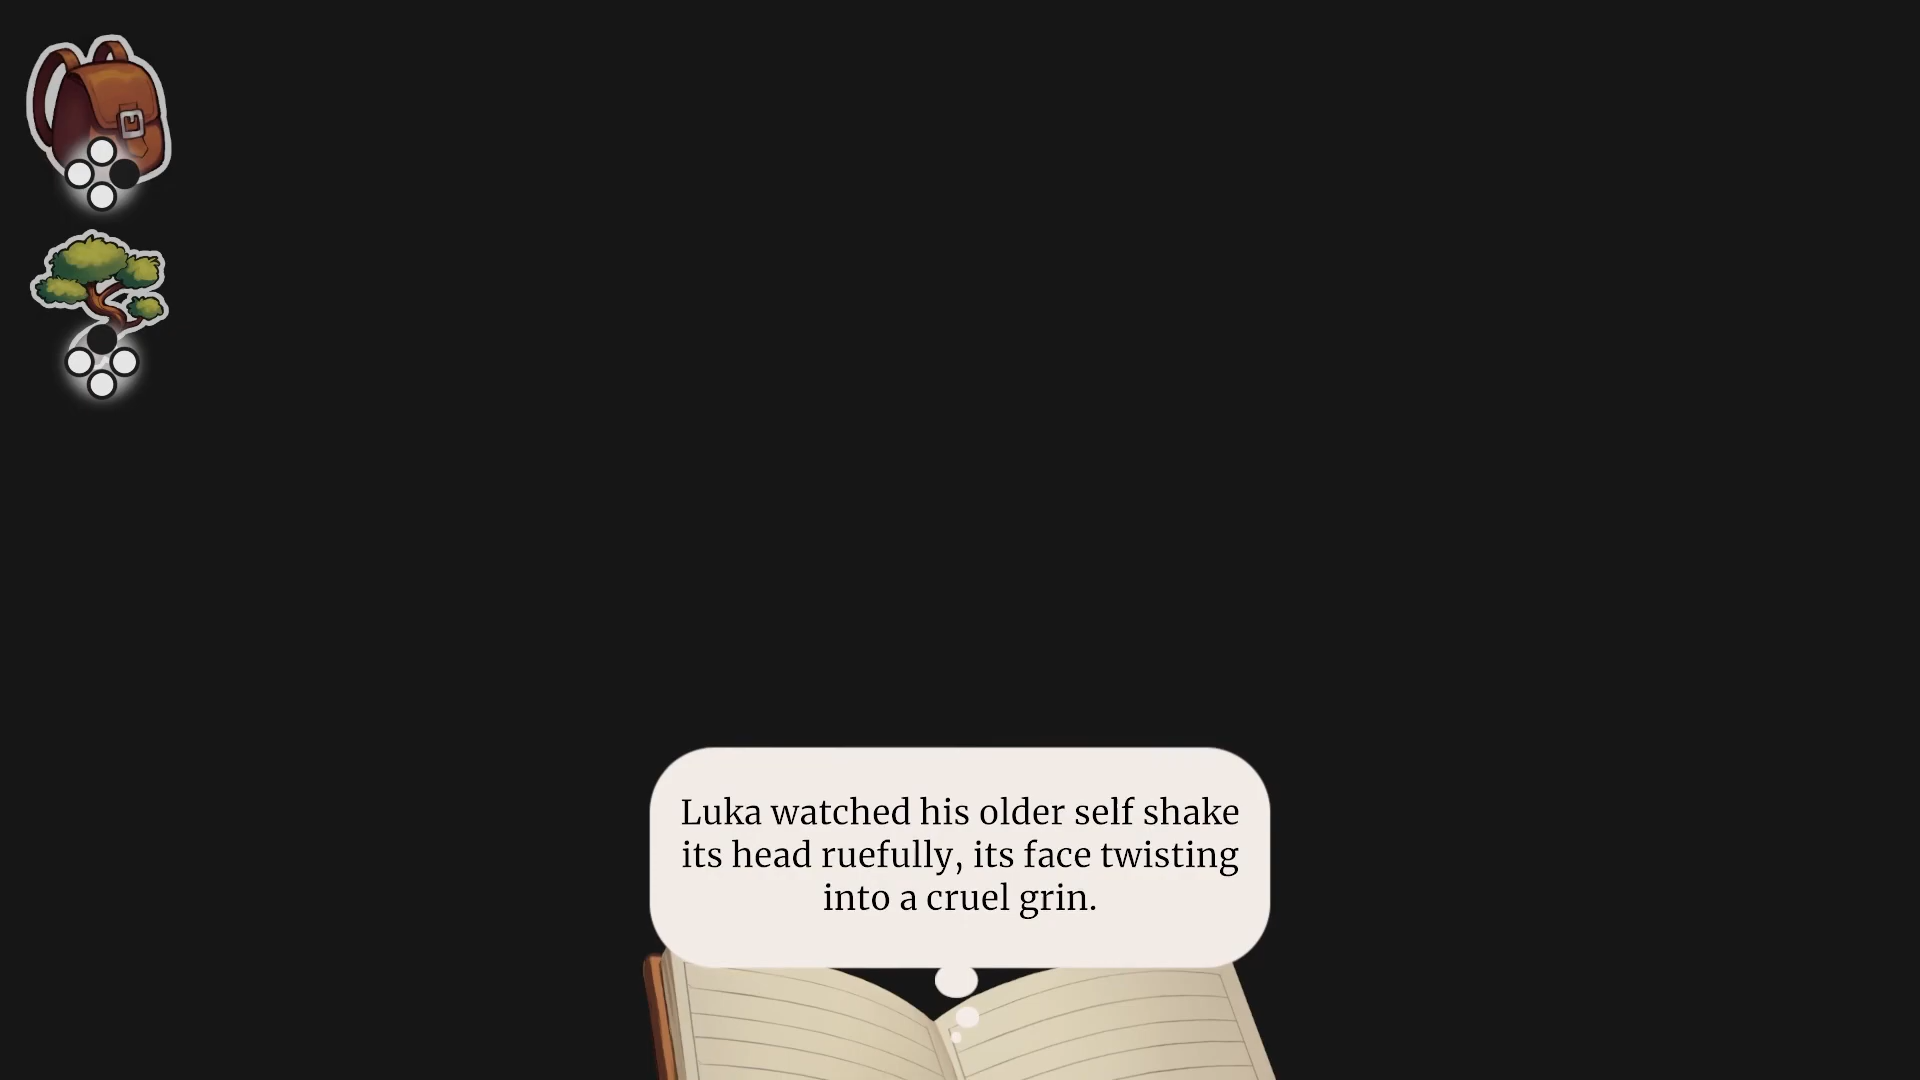 Luka watched his older self shake
its head ruefully, its face twisting
into a cruel grin.